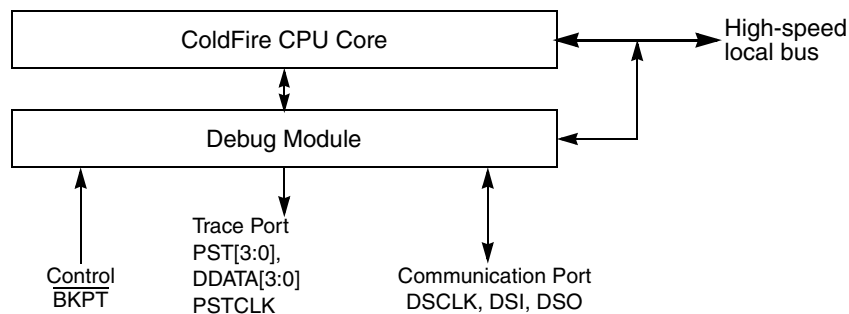 ColdFire CPU Core
High-speed
local bus
Debug Module
Control
BKPT
Trace Port
PST[3:0],
DDATA[3:0]
PSTCLK
Communication Port
DSCLK, DSI, DSO